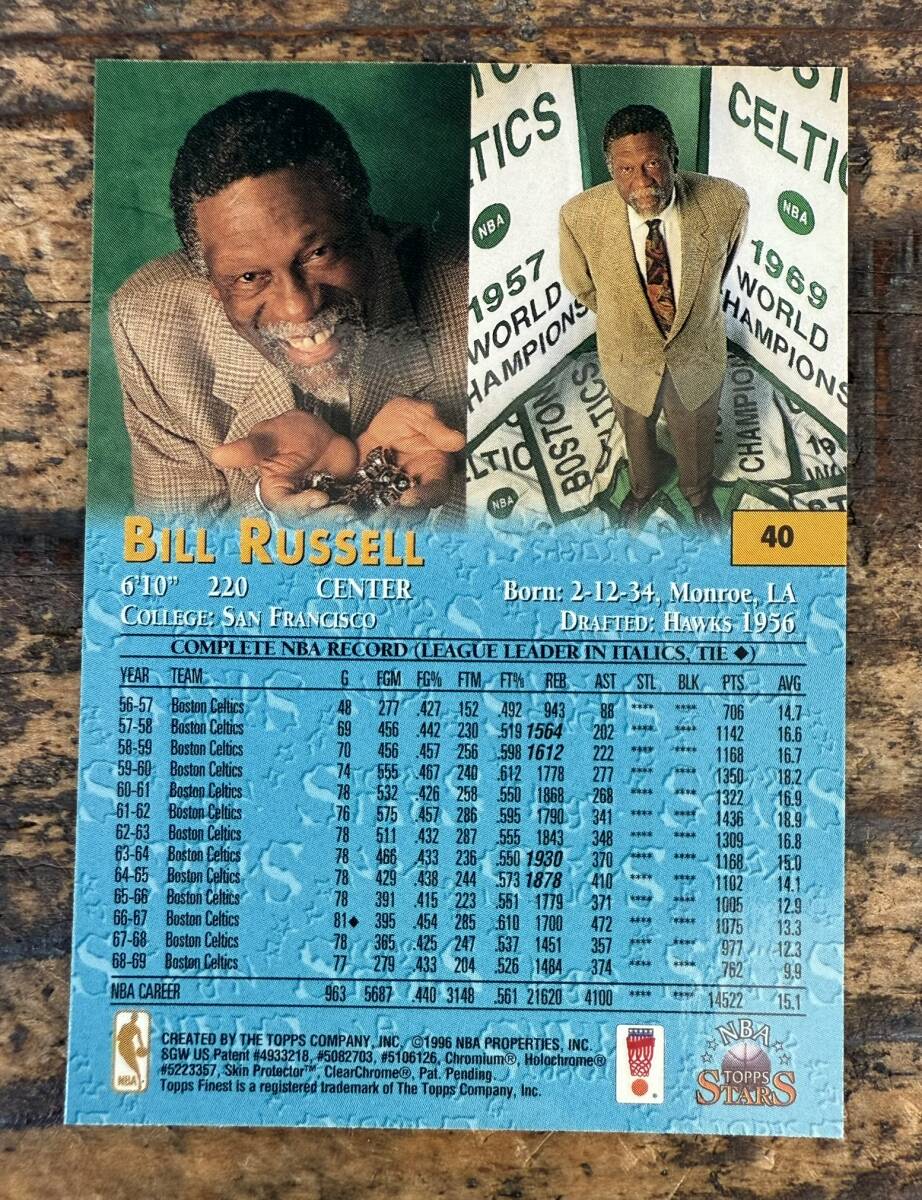 TICS
CELTI
NBA
NBA
1957
WORLD
HAMPIONS
1969
WORLD
HAMPIONS
LTIC
BOSTON
CELTICS
CHAMPION
19
NBA
BILL RUSSELL
40
6'10" 220 CENTER
Born: 2-12-34, Monroe, LA
COLLEGE: SAN FRANCISCO
DRAFTED: HAWKS 1956
COMPLETE NBA RECORD (LEAGUE LEADER IN ITALICS, TIE ◆)
YEAR TEAM G FGM FG% FTM FT% REB AST STL BLK PTS AVG
56-57 Boston Celtics 48 277 .427 152 .492 943 88 **** **** 706 14.7
57-58 Boston Celtics 69 456 .442 230 .519 1564 202 **** **** 1142 16.6
58-59 Boston Celtics 70 456 .457 256 .598 1612 222 **** **** 1168 16.7
59-60 Boston Celtics 74 555 .467 240 .612 1778 277 **** **** 1350 18.2
60-61 Boston Celtics 78 532 .426 258 .550 1868 268 **** **** 1322 16.9
61-62 Boston Celtics 76 575 .457 286 .595 1790 341 **** **** 1436 18.9
62-63 Boston Celtics 78 511 .432 287 .555 1843 348 **** **** 1309 16.8
63-64 Boston Celtics 78 466 .433 236 .550 1930 370 **** **** 1168 15.0
64-65 Boston Celtics 78 429 .438 244 .573 1878 410 **** **** 1102 14.1
65-66 Boston Celtics 78 391 .415 223 .551 1779 371 **** **** 1005 12.9
66-67 Boston Celtics 81◆ 395 .454 285 .610 1700 472 **** **** 1075 13.3
67-68 Boston Celtics 78 365 .425 247 .537 1451 357 **** **** 977 12.3
68-69 Boston Celtics 77 279 .433 204 .526 1484 374 **** **** 762 9.9
NBA CAREER 963 5687 .440 3148 .561 21620 4100 **** **** 14522 15.1
CREATED BY THE TOPPS COMPANY, INC. ©1996 NBA PROPERTIES, INC.
SGW US Patent #4933218, #5082703, #5106126, Chromium®, Holochrome®
#5223357, Skin Protector™, ClearChrome®, Pat. Pending.
Topps Finest is a registered trademark of The Topps Company, Inc.
NBA
NBA
TOPPS
STARS